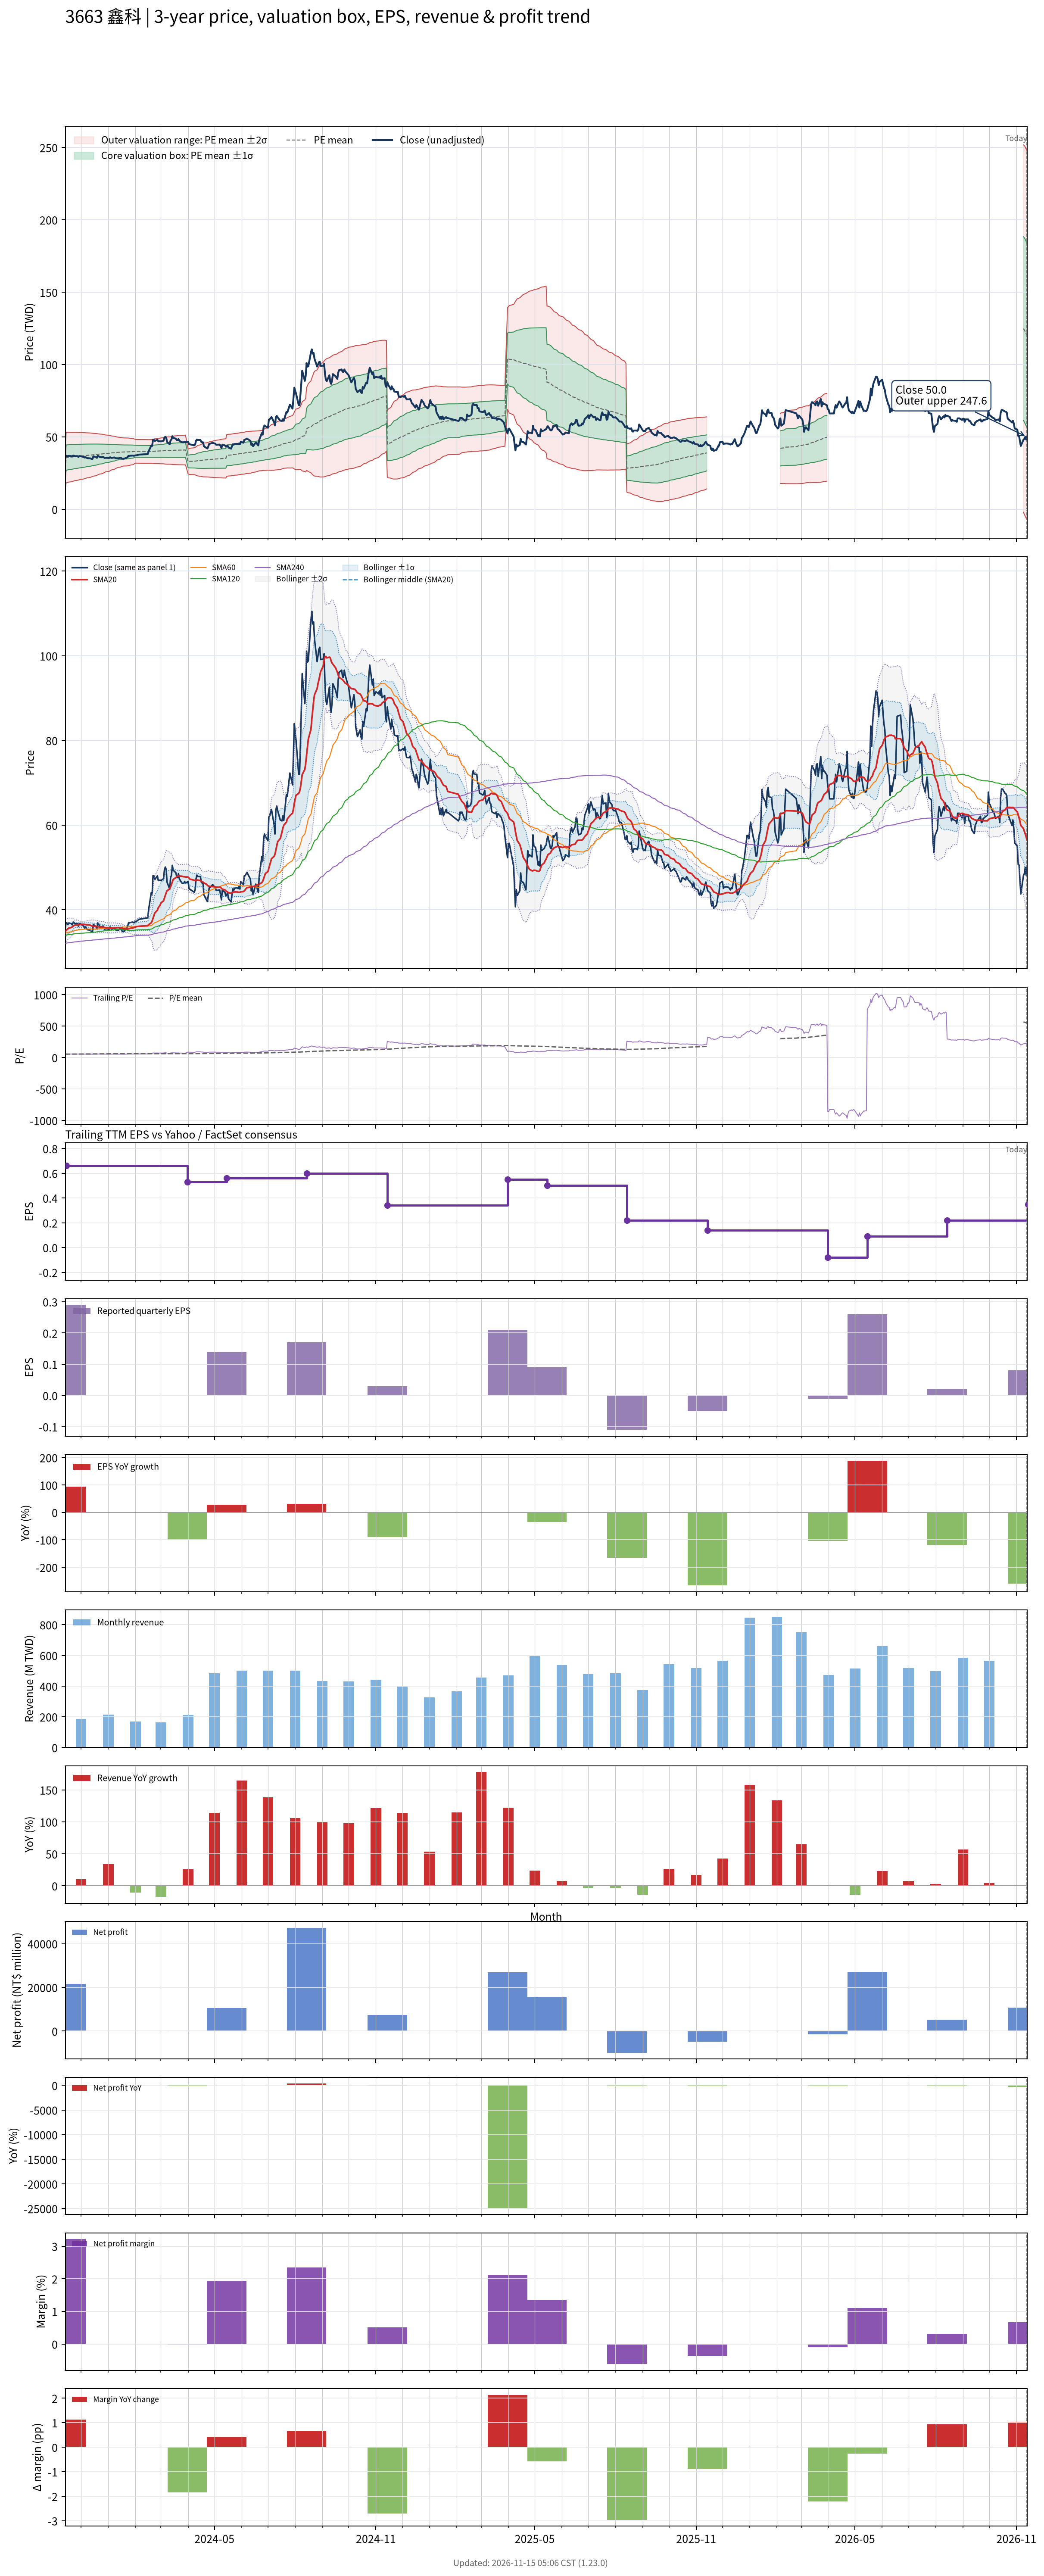 3663 鑫科 | 3-year price, valuation box, EPS, revenue & profit trend
Outer valuation range: PE mean ±2σ
PE mean
Close (unadjusted)
Core valuation box: PE mean ±1σ
Today
Price (TWD)
250
200
150
100
50
0
Close 50.0
Outer upper 247.6
Close (same as panel 1)
SMA20
SMA60
SMA120
SMA240
Bollinger ±2σ
Bollinger ±1σ
Bollinger middle (SMA20)
Price
120
100
80
60
40
Trailing P/E
P/E mean
P/E
1000
500
0
-500
-1000
Trailing TTM EPS vs Yahoo / FactSet consensus
Today
EPS
0.8
0.6
0.4
0.2
0.0
-0.2
Reported quarterly EPS
EPS
0.3
0.2
0.1
0.0
-0.1
EPS YoY growth
YoY (%)
200
100
0
-100
-200
Monthly revenue
Revenue (M TWD)
800
600
400
200
0
Revenue YoY growth
YoY (%)
150
100
50
0
Month
Net profit
Net profit (NT$ million)
40000
20000
0
Net profit YoY
YoY (%)
0
-5000
-10000
-15000
-20000
-25000
Net profit margin
Margin (%)
3
2
1
0
Margin YoY change
Δ margin (pp)
2
1
0
-1
-2
-3
2024-05
2024-11
2025-05
2025-11
2026-05
2026-11
Updated: 2026-11-15 05:06 CST (1.23.0)